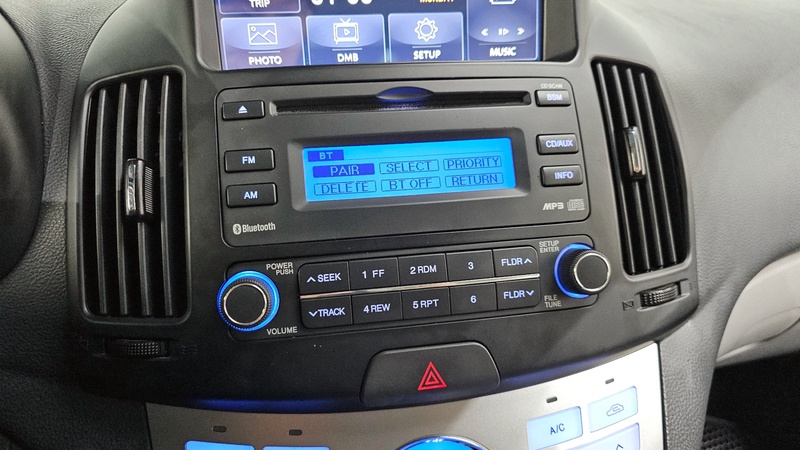 TRIP
MONDAY
PHOTO
DMB
SETUP
MUSIC
FM
AM
Bluetooth
BT
PAIR SELECT PRIORITY
DELETE BT OFF RETURN
BSM
CD/AUX
INFO
MP3
POWER
PUSH
VOLUME
SEEK 1 FF 2 RDM 3 FLDR
TRACK 4 REW 5 RPT 6 FLDR
SETUP
ENTER
FILE
TUNE
A/C